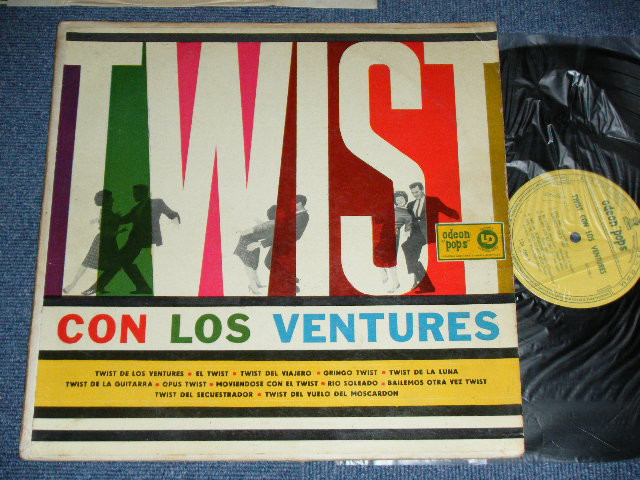 TWIST
odeon
"pops"
LD
CON LOS VENTURES
TWIST DE LOS VENTURES ▪ EL TWIST ▪ TWIST DEL VIAJERO ▪ GRINGO TWIST ▪ TWIST DE LA LUNA
TWIST DE LA GUITARRA ▪ OPUS TWIST ▪ MOVIENDOSE CON EL TWIST ▪ RIO SOLEADO ▪ BAILEMOS OTRA VEZ TWIST
TWIST DEL SECUESTRADOR ▪ TWIST DEL VUELO DEL MOSCARDON
odeon pops
TWIST CON LOS VENTURES